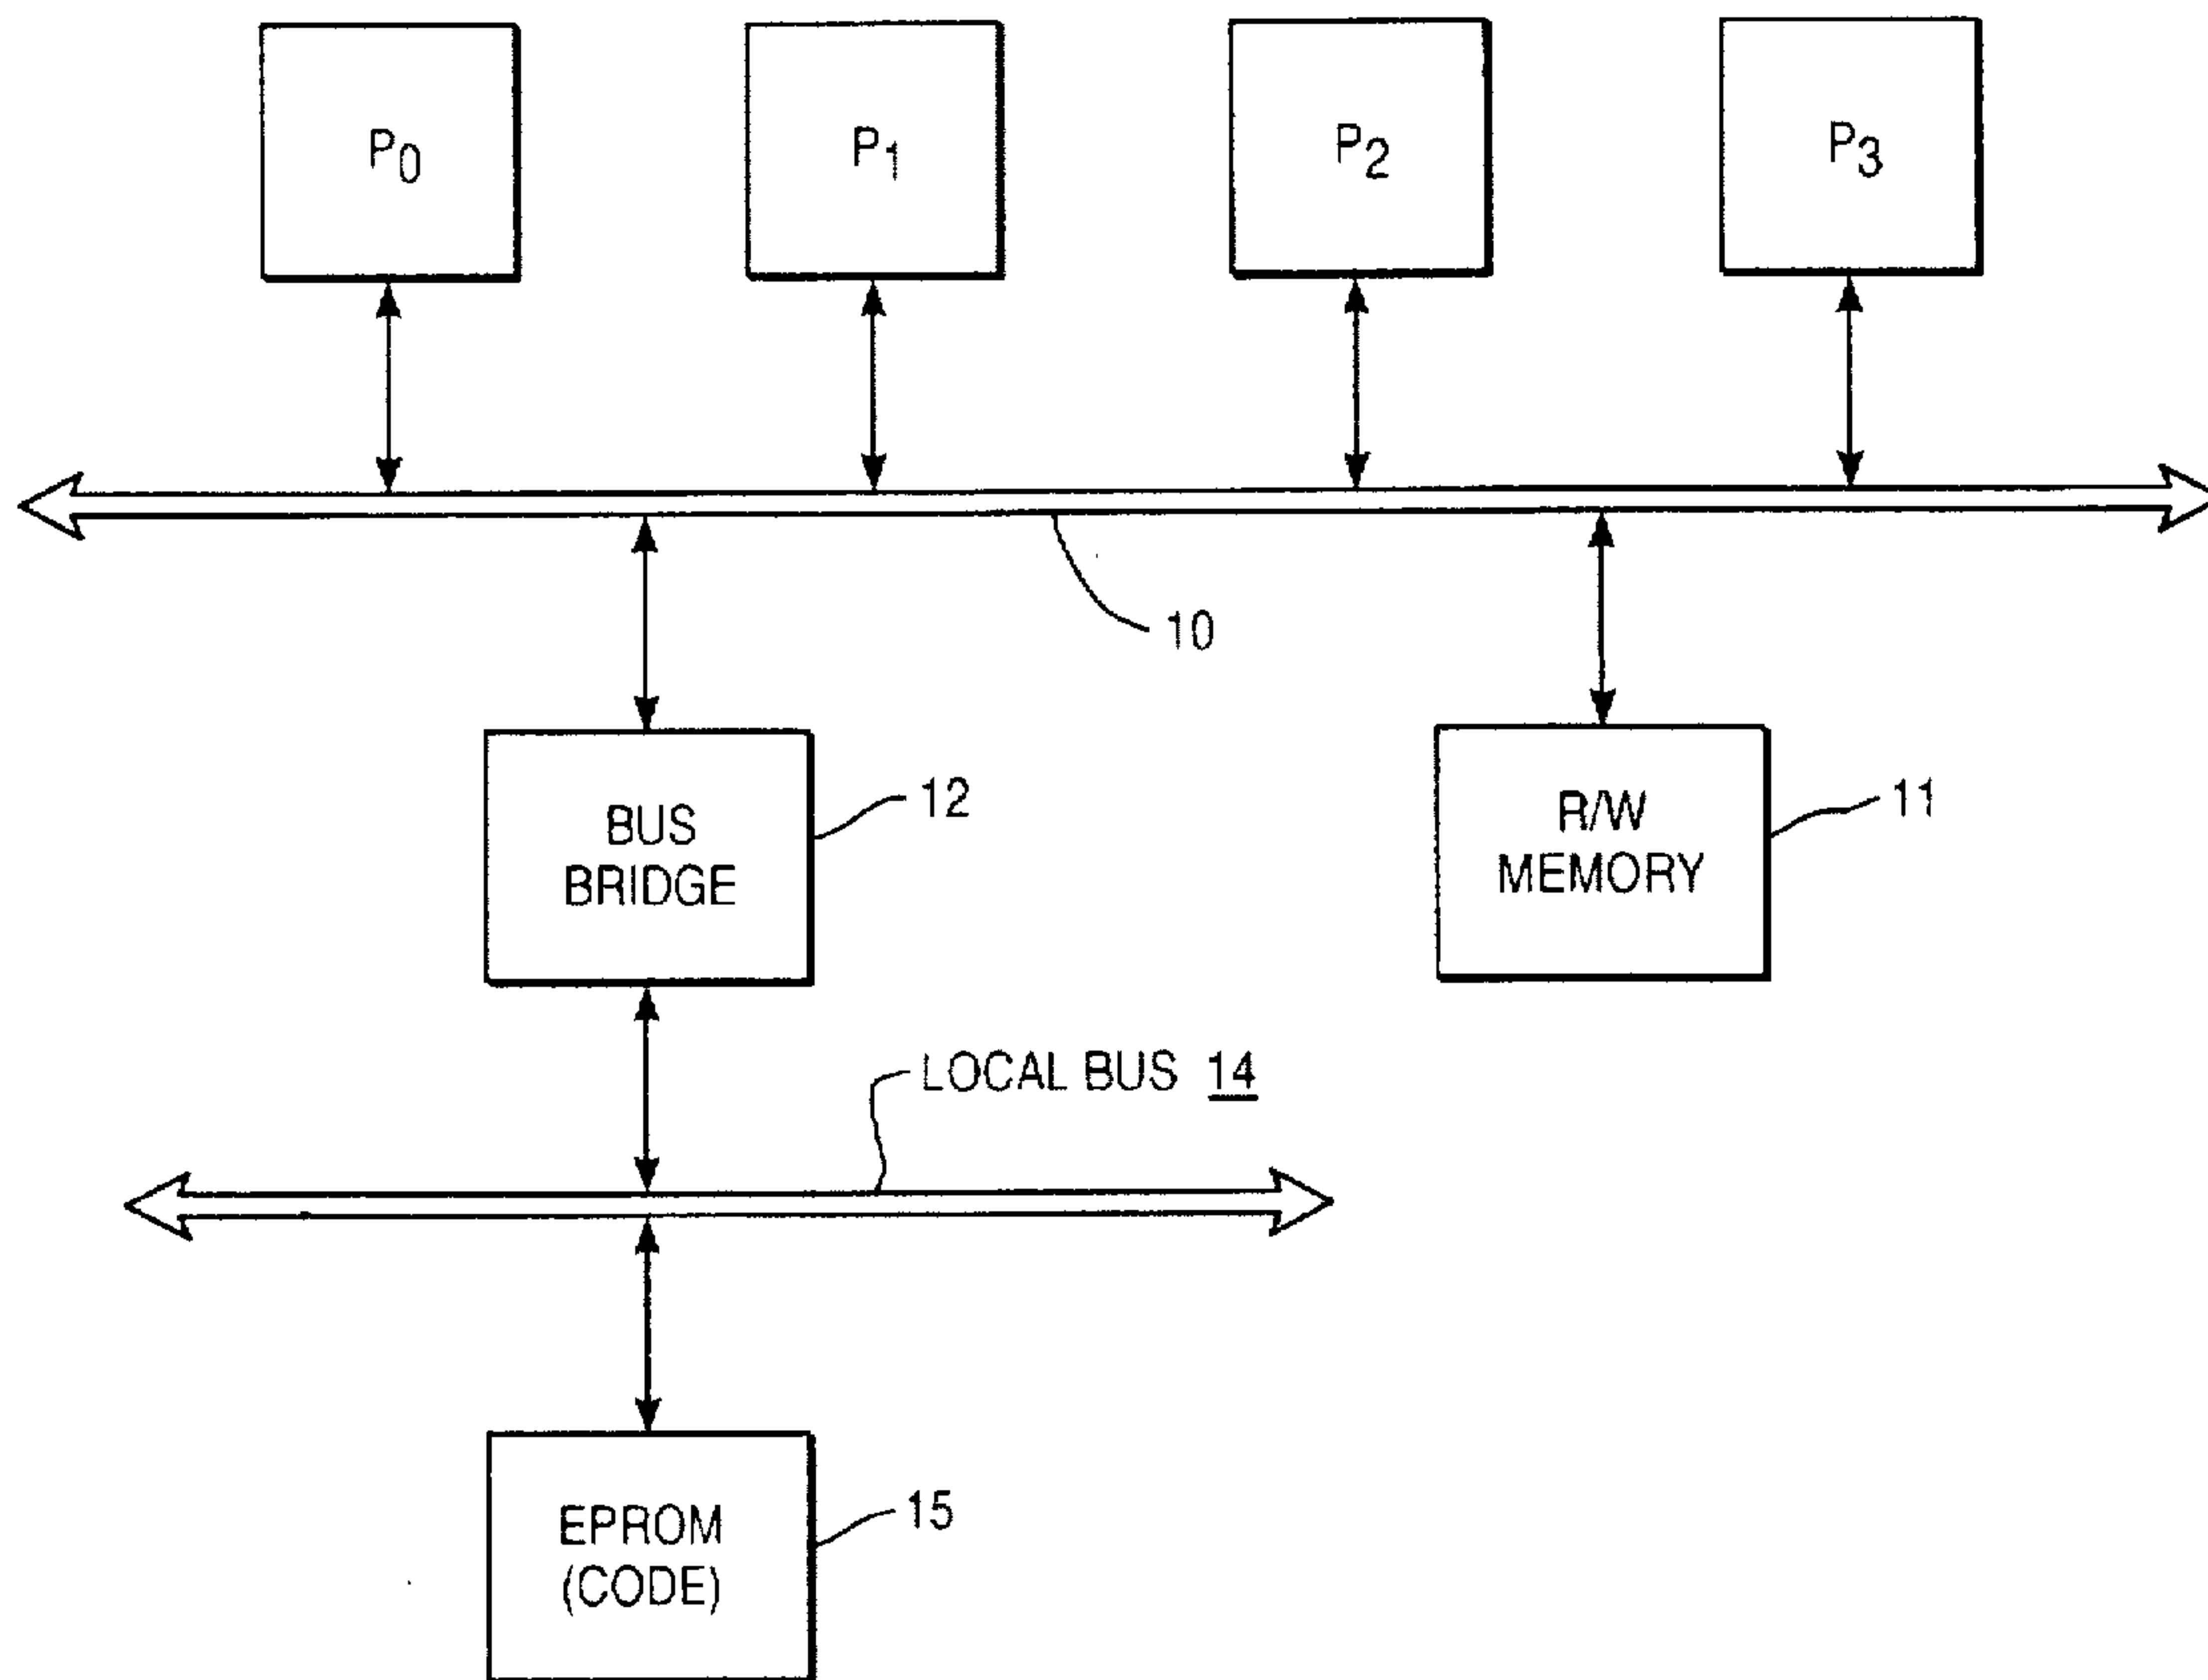 P0
P1
P2
P3
10
BUS
BRIDGE
12
R/W
MEMORY
11
LOCAL BUS 14
EPROM
(CODE)
15